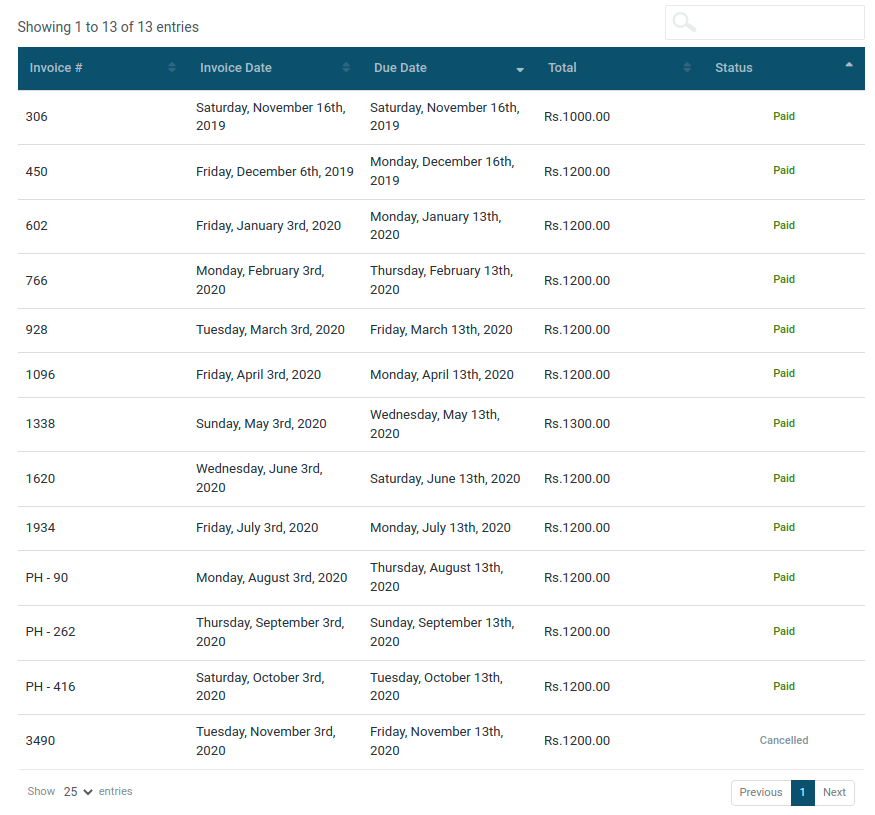 Showing 1 to 13 of 13 entries
Invoice # Invoice Date Due Date Total Status
306 Saturday, November 16th, 2019 Saturday, November 16th, 2019 Rs.1000.00 Paid
450 Friday, December 6th, 2019 Monday, December 16th, 2019 Rs.1200.00 Paid
602 Friday, January 3rd, 2020 Monday, January 13th, 2020 Rs.1200.00 Paid
766 Monday, February 3rd, 2020 Thursday, February 13th, 2020 Rs.1200.00 Paid
928 Tuesday, March 3rd, 2020 Friday, March 13th, 2020 Rs.1200.00 Paid
1096 Friday, April 3rd, 2020 Monday, April 13th, 2020 Rs.1200.00 Paid
1338 Sunday, May 3rd, 2020 Wednesday, May 13th, 2020 Rs.1300.00 Paid
1620 Wednesday, June 3rd, 2020 Saturday, June 13th, 2020 Rs.1200.00 Paid
1934 Friday, July 3rd, 2020 Monday, July 13th, 2020 Rs.1200.00 Paid
PH - 90 Monday, August 3rd, 2020 Thursday, August 13th, 2020 Rs.1200.00 Paid
PH - 262 Thursday, September 3rd, 2020 Sunday, September 13th, 2020 Rs.1200.00 Paid
PH - 416 Saturday, October 3rd, 2020 Tuesday, October 13th, 2020 Rs.1200.00 Paid
3490 Tuesday, November 3rd, 2020 Friday, November 13th, 2020 Rs.1200.00 Cancelled
Show 25 entries Previous 1 Next